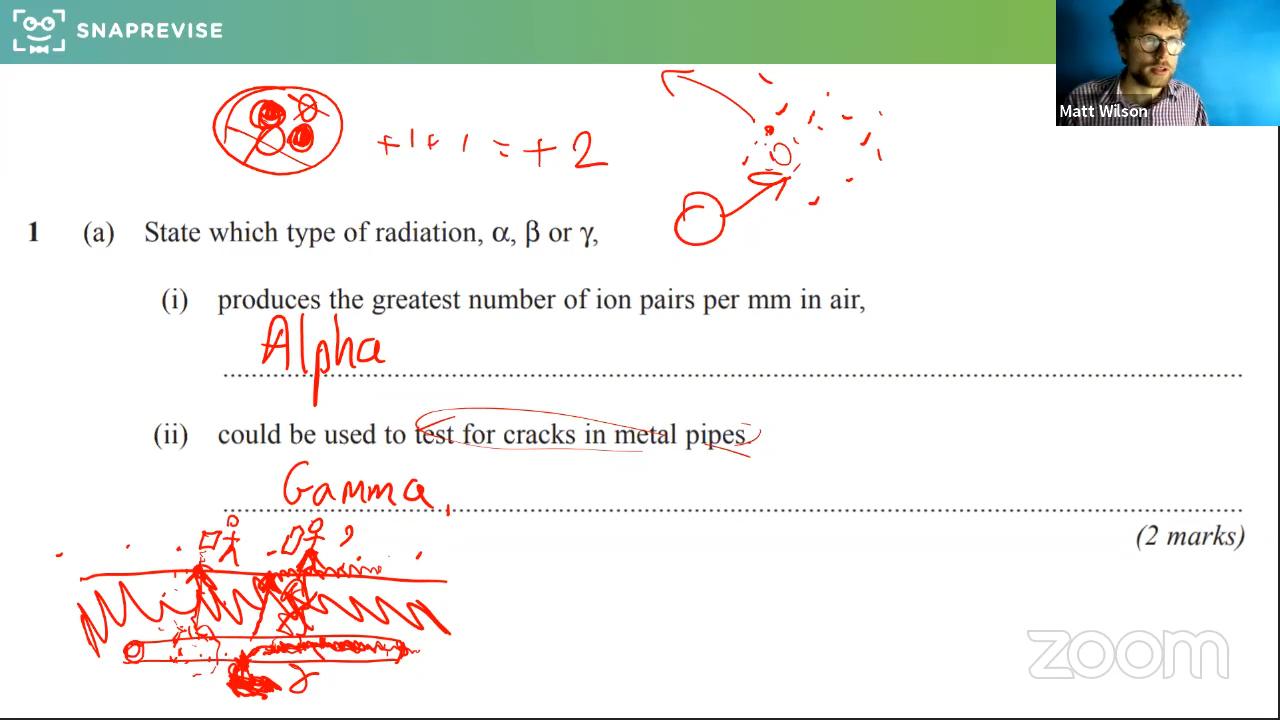 SNAPREVISE
Matt Wilson
+1 + 1 = +2
1 (a) State which type of radiation, α, β or γ,
(i) produces the greatest number of ion pairs per mm in air,
Alpha
(ii) could be used to test for cracks in metal pipes.
Gamma,
(2 marks)
γ
zoom